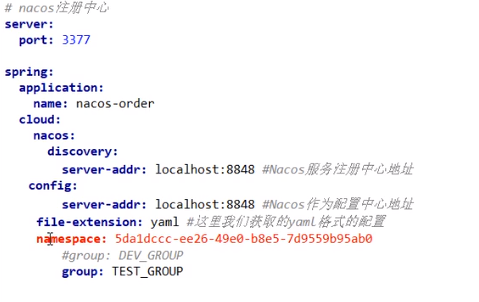 # nacos注册中心
server:
  port: 3377

spring:
  application:
    name: nacos-order
  cloud:
    nacos:
      discovery:
        server-addr: localhost:8848 #Nacos服务注册中心地址
   config:
        server-addr: localhost:8848 #Nacos作为配置中心地址
    file-extension: yaml #这里我们获取的yaml格式的配置
    namespace: 5da1dccc-ee26-49e0-b8e5-7d9559b95ab0
        #group: DEV_GROUP
        group: TEST_GROUP